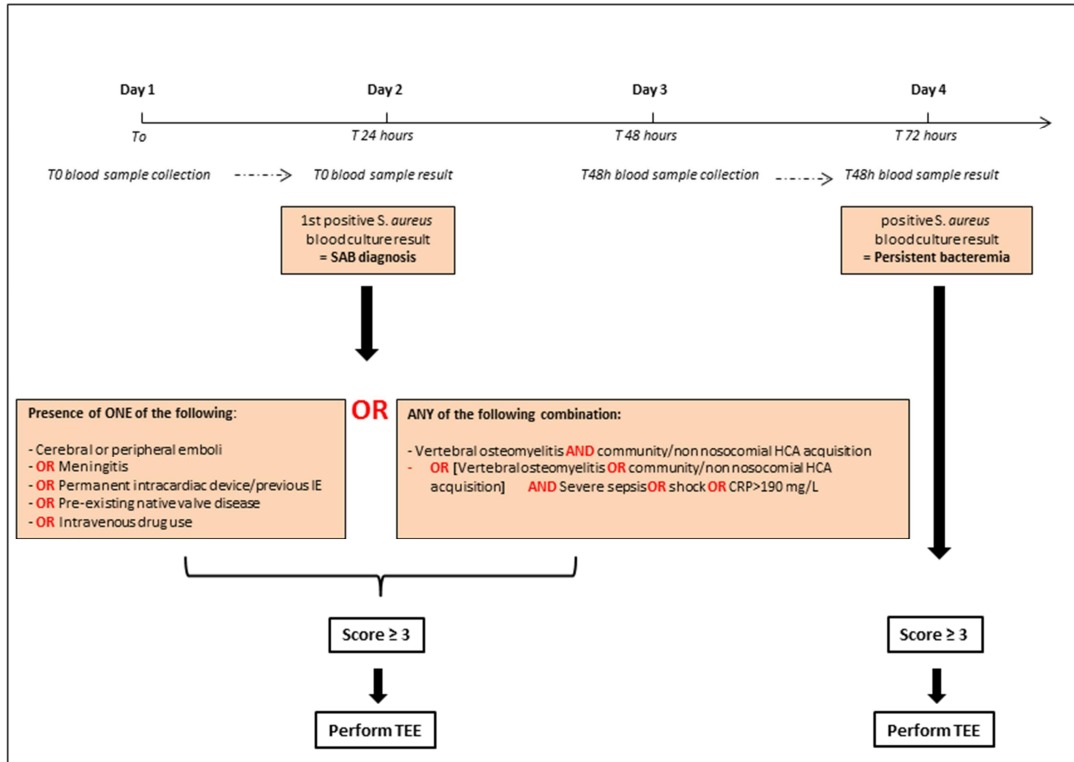 Day 1 Day 2 Day 3 Day 4
To T 24 hours T 48 hours T 72 hours
T0 blood sample collection T0 blood sample result T48h blood sample collection T48h blood sample result
1st positive S. aureus
blood culture result
= SAB diagnosis
positive S. aureus
blood culture result
= Persistent bacteremia
Presence of ONE of the following:
- Cerebral or peripheral emboli
- OR Meningitis
- OR Permanent intracardiac device/previous IE
- OR Pre-existing native valve disease
- OR Intravenous drug use
OR
ANY of the following combination:
- Vertebral osteomyelitis AND community/non nosocomial HCA acquisition
- OR [Vertebral osteomyelitis OR community/non nosocomial HCA
acquisition] AND Severe sepsis OR shock OR CRP>190 mg/L
Score ≥ 3
Perform TEE
Score ≥ 3
Perform TEE